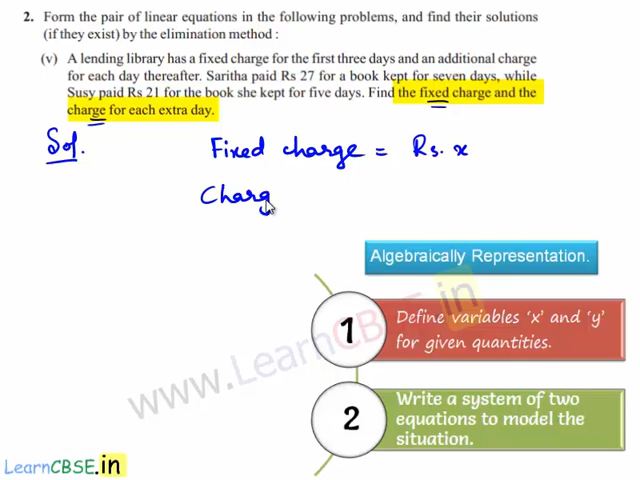 2. Form the pair of linear equations in the following problems, and find their solutions
(if they exist) by the elimination method :
(v) A lending library has a fixed charge for the first three days and an additional charge
for each day thereafter. Saritha paid Rs 27 for a book kept for seven days, while
Susy paid Rs 21 for the book she kept for five days. Find the fixed charge and the
charge for each extra day.
Sol. Fixed charge = Rs. x
Charg
Algebraically Representation.
1 Define variables ‘x’ and ‘y’
for given quantities.
2 Write a system of two
equations to model the
situation.
www.LearnCBSE.in
LearnCBSE.in